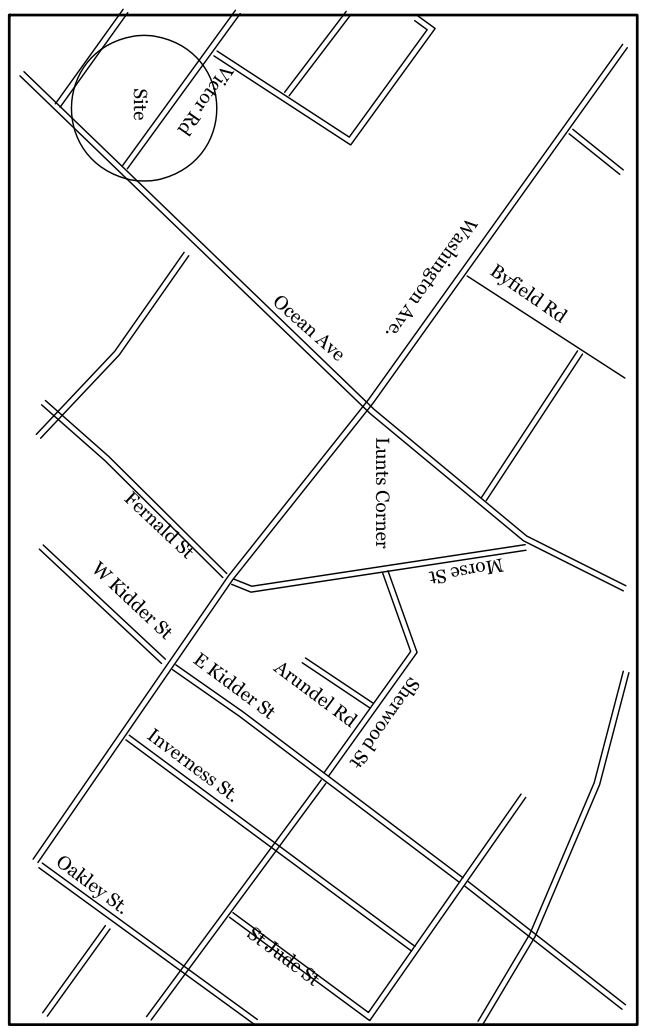 Site
Victor Rd
Washington Ave.
Byfield Rd
Ocean Ave
Lunts Corner
Fernald St
Morse St
W Kidder St
E Kidder St
Arundel Rd
Sherwood St
Inverness St.
Oakley St.
St Jude St